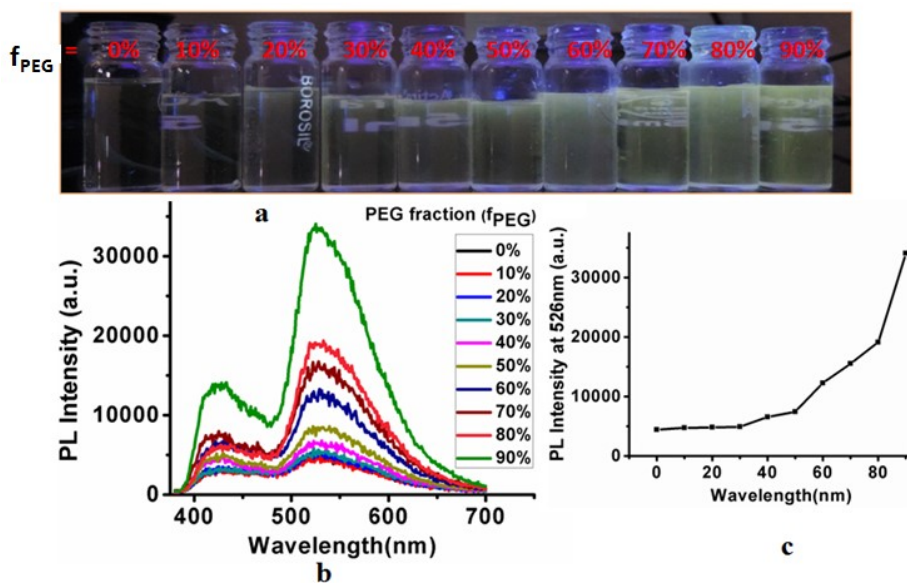 fPEG = 0% 10% 20% 30% 40% 50% 60% 70% 80% 90%
BOROSIL
a
PEG fraction (fPEG)
0%
10%
20%
30%
40%
50%
60%
70%
80%
90%
PL Intensity (a.u.)
30000
20000
10000
0
400 500 600 700
Wavelength(nm)
b
PL Intensity at 526nm (a.u.)
30000
20000
10000
0
0 20 40 60 80
Wavelength(nm)
c